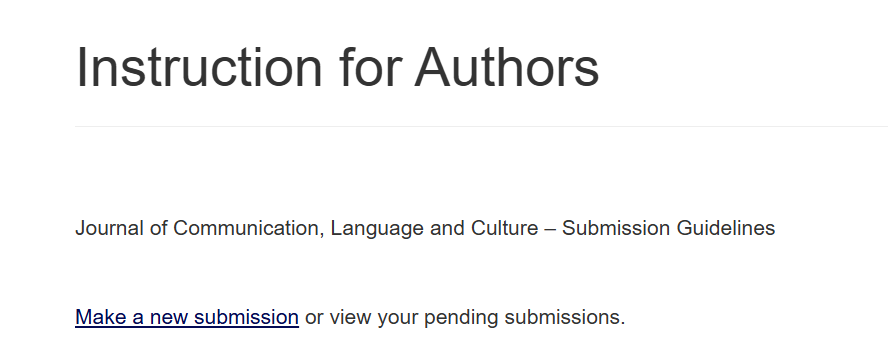 Instruction for Authors
Journal of Communication, Language and Culture – Submission Guidelines
Make a new submission or view your pending submissions.